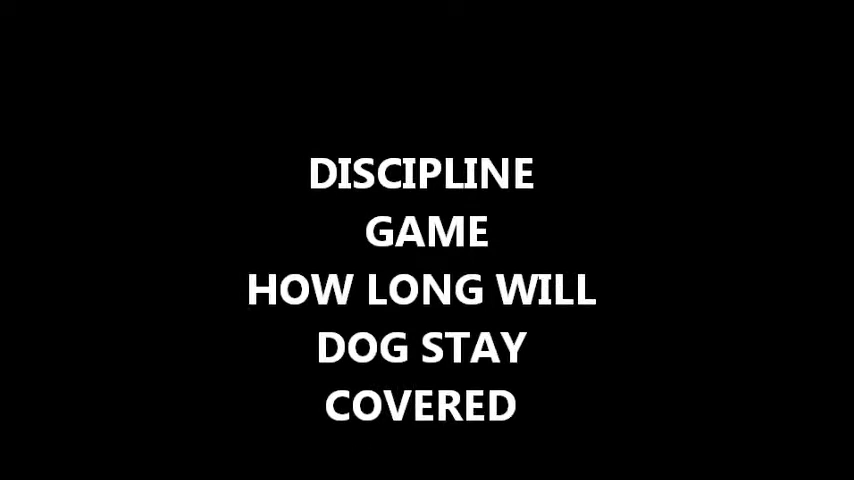 DISCIPLINE
GAME
HOW LONG WILL
DOG STAY
COVERED